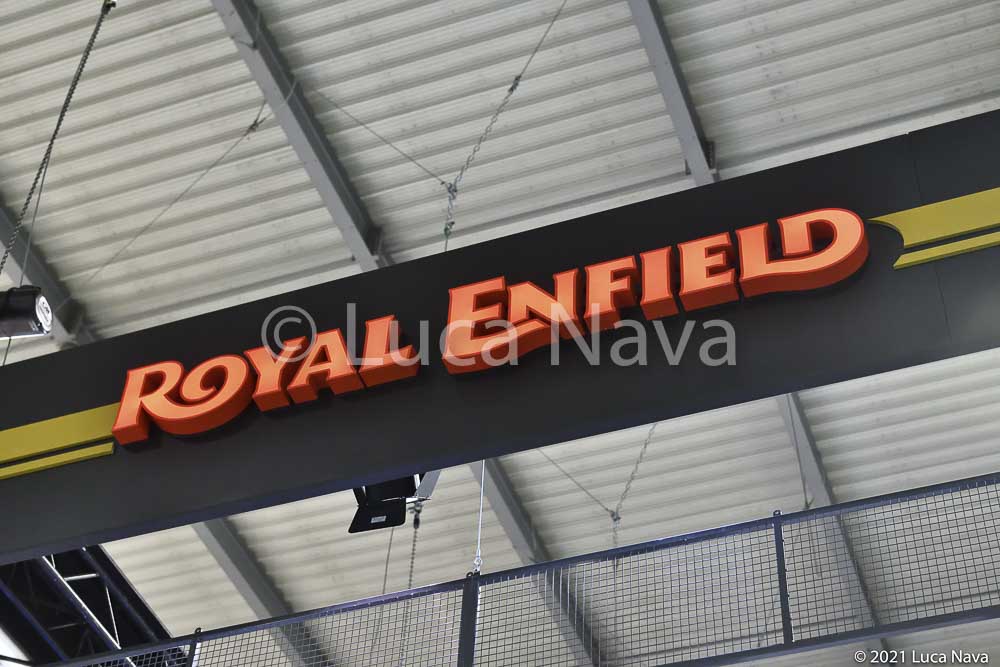 ROYAL ENFIELD
© Luca Nava
© 2021 Luca Nava